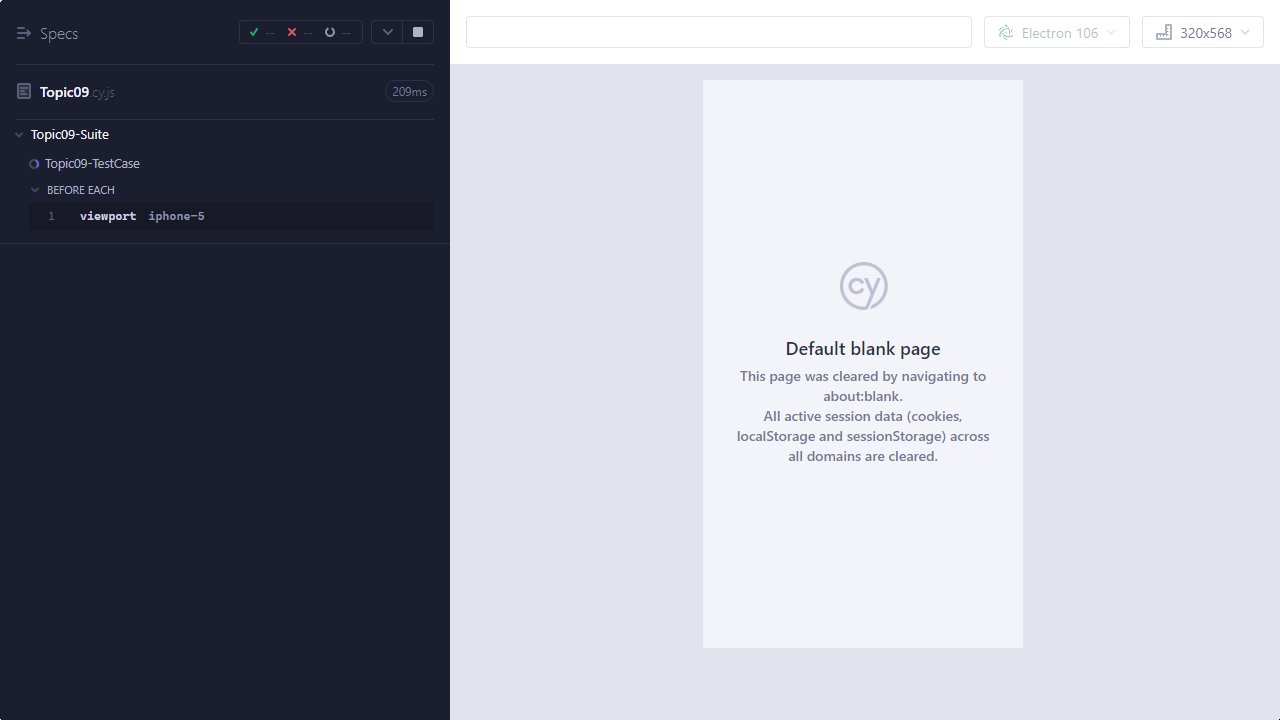 Specs
-- -- --
Electron 106
320x568
Topic09.cy.js
209ms
Topic09-Suite
Topic09-TestCase
BEFORE EACH
1 viewport iphone-5
cy
Default blank page
This page was cleared by navigating to
about:blank.
All active session data (cookies,
localStorage and sessionStorage) across
all domains are cleared.